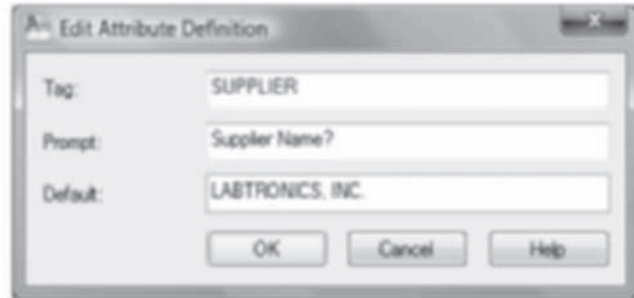 Edit Attribute Definition
Tag: SUPPLIER
Prompt: Supplier Name?
Default: LABTRONICS, INC.
OK Cancel Help